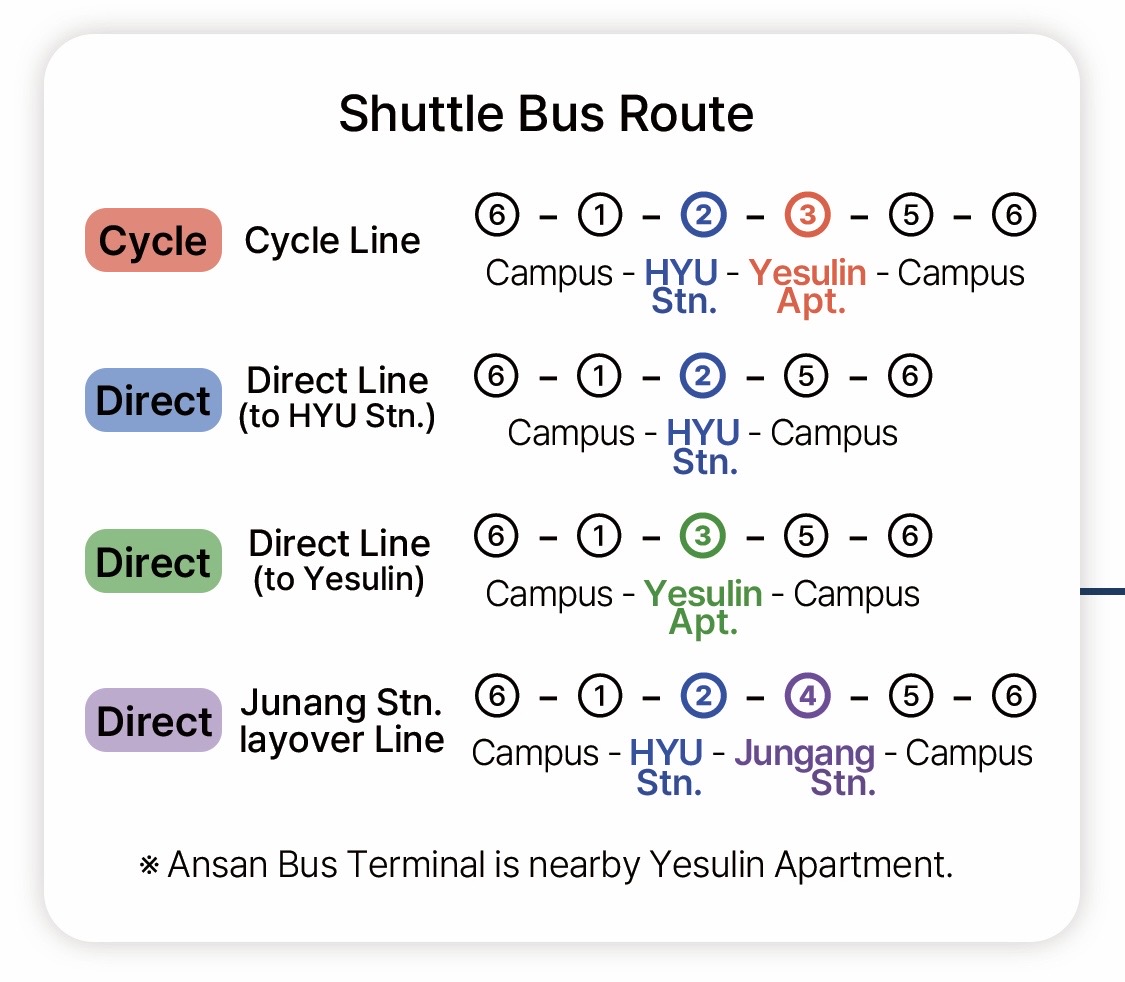 Shuttle Bus Route
Cycle Cycle Line
⑥ – ① – ② – ③ – ⑤ – ⑥
Campus - HYU Stn. - Yesulin Apt. - Campus
Direct Direct Line
(to HYU Stn.)
⑥ – ① – ② – ⑤ – ⑥
Campus - HYU Stn. - Campus
Direct Direct Line
(to Yesulin)
⑥ – ① – ③ – ⑤ – ⑥
Campus - Yesulin Apt. - Campus
Direct Junang Stn.
layover Line
⑥ – ① – ② – ④ – ⑤ – ⑥
Campus - HYU Stn. - Jungang Stn. - Campus
※ Ansan Bus Terminal is nearby Yesulin Apartment.